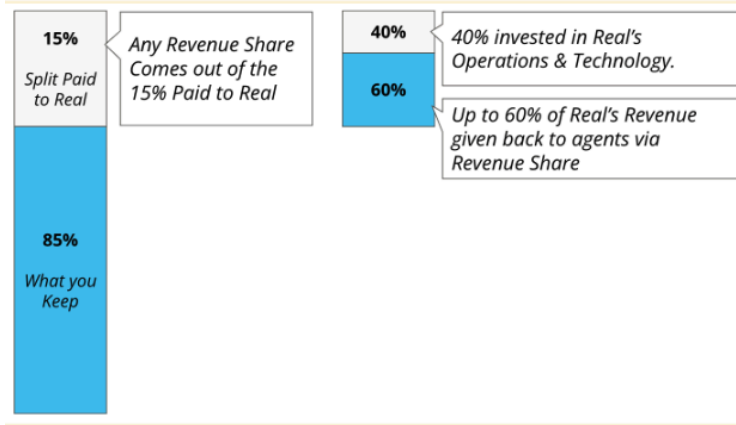 15%
Split Paid
to Real
Any Revenue Share
Comes out of the
15% Paid to Real
85%
What you
Keep
40%
40% invested in Real's
Operations & Technology.
60%
Up to 60% of Real's Revenue
given back to agents via
Revenue Share